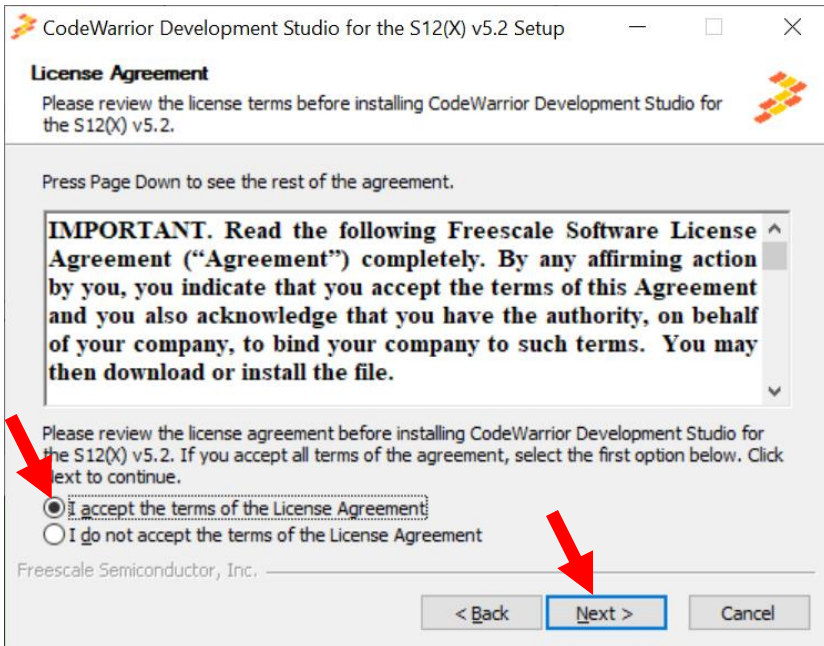 CodeWarrior Development Studio for the S12(X) v5.2 Setup
License Agreement
Please review the license terms before installing CodeWarrior Development Studio for
the S12(X) v5.2.
Press Page Down to see the rest of the agreement.
IMPORTANT. Read the following Freescale Software License
Agreement (“Agreement”) completely. By any affirming action
by you, you indicate that you accept the terms of this Agreement
and you also acknowledge that you have the authority, on behalf
of your company, to bind your company to such terms.  You may
then download or install the file.
Please review the license agreement before installing CodeWarrior Development Studio for
the S12(X) v5.2. If you accept all terms of the agreement, select the first option below. Click
Next to continue.
I accept the terms of the License Agreement
I do not accept the terms of the License Agreement
Freescale Semiconductor, Inc.
< Back Next > Cancel